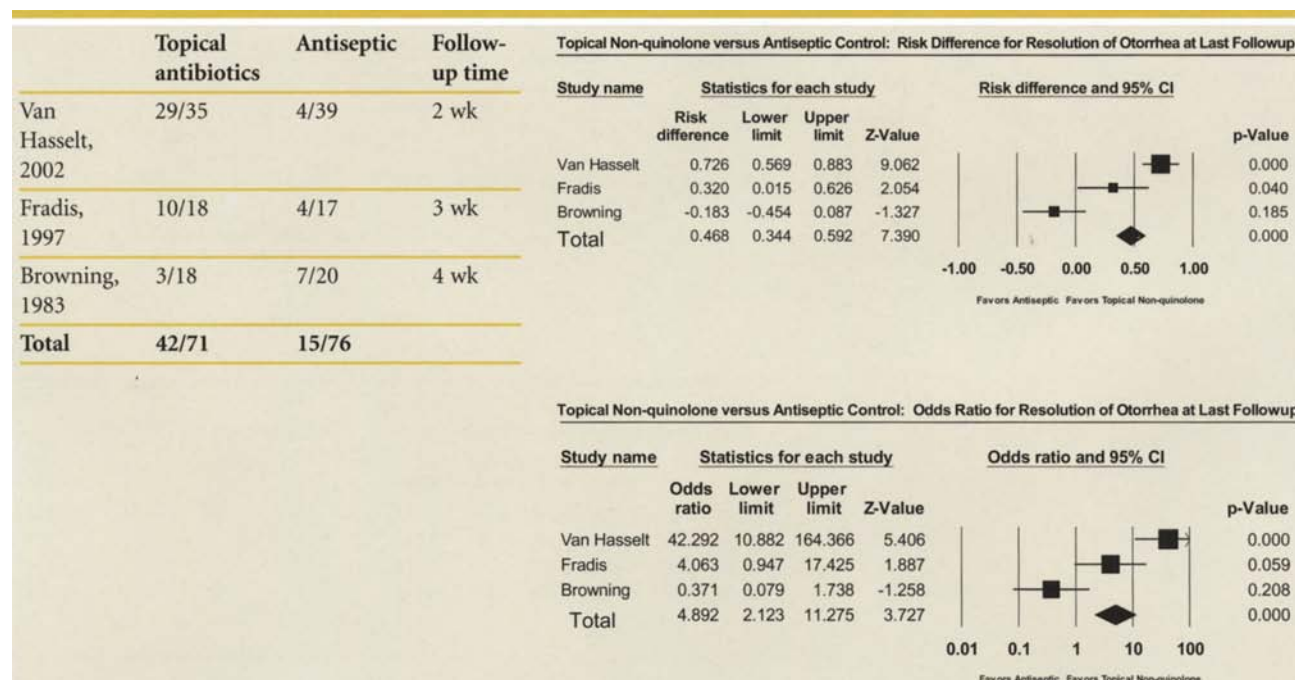 Topical antibiotics Antiseptic Follow-up time
Van Hasselt, 2002 29/35 4/39 2 wk
Fradis, 1997 10/18 4/17 3 wk
Browning, 1983 3/18 7/20 4 wk
Total 42/71 15/76
Topical Non-quinolone versus Antiseptic Control: Risk Difference for Resolution of Otorrhea at Last Followup
Study name Statistics for each study Risk difference and 95% CI
Risk difference Lower limit Upper limit Z-Value p-Value
Van Hasselt 0.726 0.569 0.883 9.062 0.000
Fradis 0.320 0.015 0.626 2.054 0.040
Browning -0.183 -0.454 0.087 -1.327 0.185
Total 0.468 0.344 0.592 7.390 0.000
-1.00 -0.50 0.00 0.50 1.00
Favors Antiseptic Favors Topical Non-quinolone
Topical Non-quinolone versus Antiseptic Control: Odds Ratio for Resolution of Otorrhea at Last Followup
Study name Statistics for each study Odds ratio and 95% CI
Odds ratio Lower limit Upper limit Z-Value p-Value
Van Hasselt 42.292 10.882 164.366 5.406 0.000
Fradis 4.063 0.947 17.425 1.887 0.059
Browning 0.371 0.079 1.738 -1.258 0.208
Total 4.892 2.123 11.275 3.727 0.000
0.01 0.1 1 10 100
Favors Antiseptic Favors Topical Non-quinolone